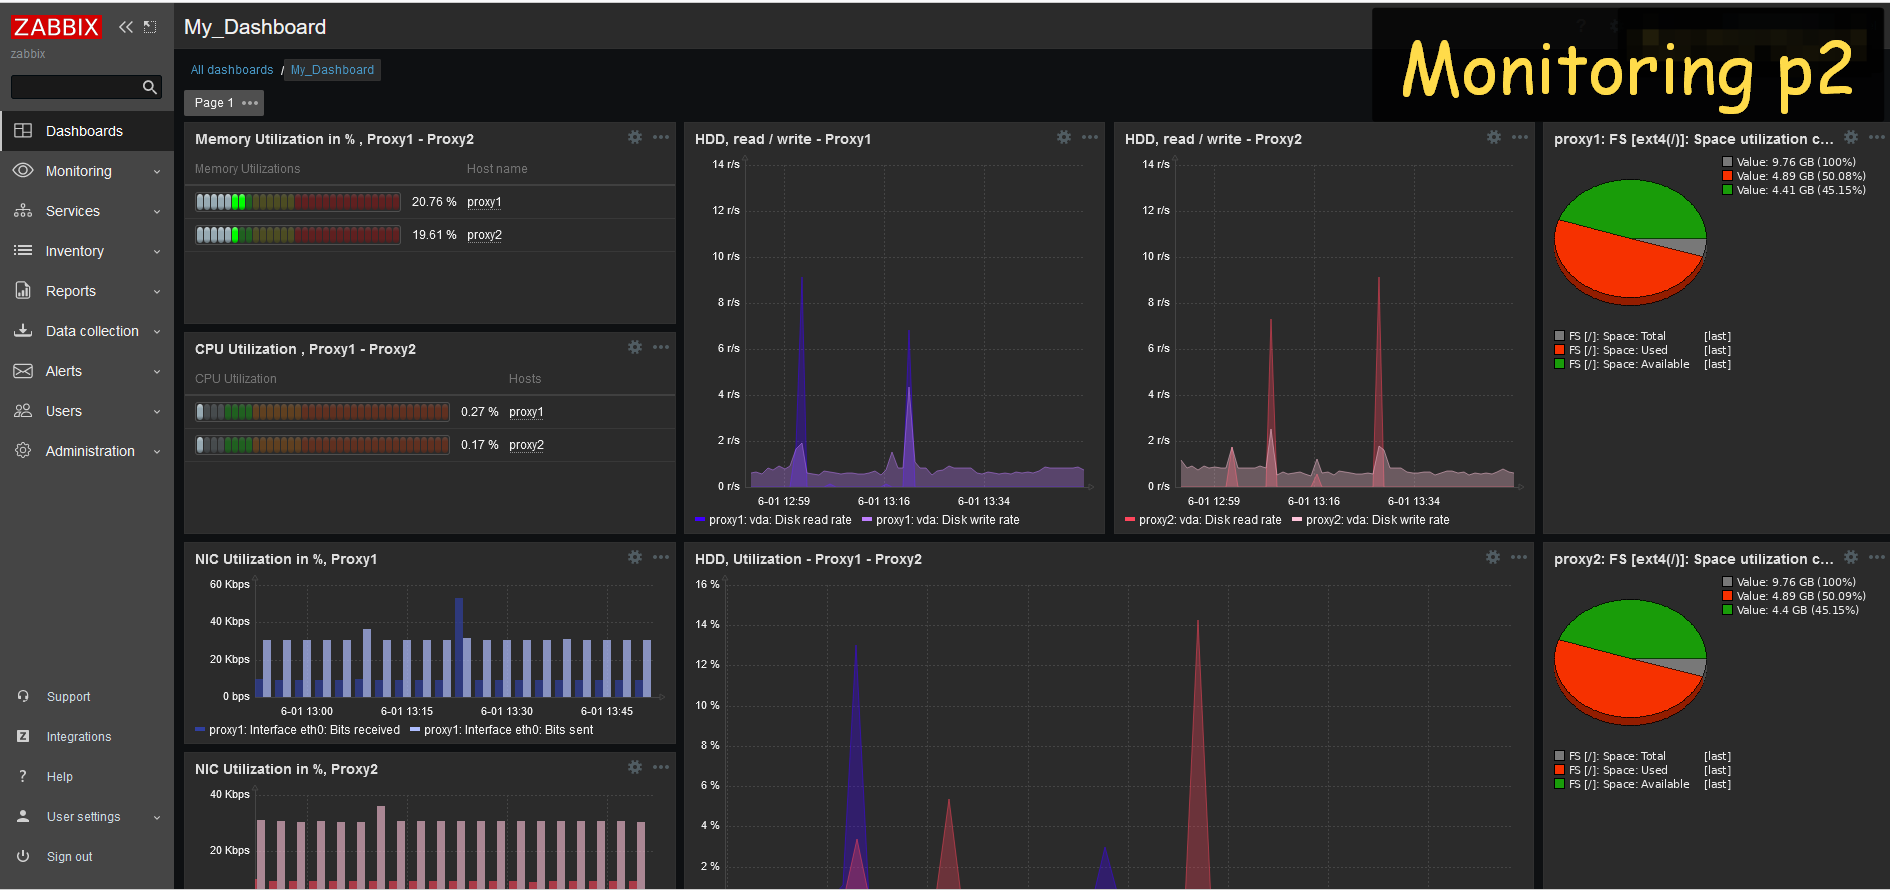 ZABBIX
zabbix
Dashboards
Monitoring
Services
Inventory
Reports
Data collection
Alerts
Users
Administration
Support
Integrations
Help
User settings
Sign out
My_Dashboard
Monitoring p2
All dashboards / My_Dashboard
Page 1
Memory Utilization in % , Proxy1 - Proxy2
Memory Utilizations Host name
20.76 % proxy1
19.61 % proxy2
CPU Utilization , Proxy1 - Proxy2
CPU Utilization Hosts
0.27 % proxy1
0.17 % proxy2
HDD, read / write - Proxy1
14 r/s
12 r/s
10 r/s
8 r/s
6 r/s
4 r/s
2 r/s
0 r/s
6-01 12:59 6-01 13:16 6-01 13:34
proxy1: vda: Disk read rate proxy1: vda: Disk write rate
HDD, read / write - Proxy2
14 r/s
12 r/s
10 r/s
8 r/s
6 r/s
4 r/s
2 r/s
0 r/s
6-01 12:59 6-01 13:16 6-01 13:34
proxy2: vda: Disk read rate proxy2: vda: Disk write rate
proxy1: FS [ext4(/)]: Space utilization c...
Value: 9.76 GB (100%)
Value: 4.89 GB (50.08%)
Value: 4.41 GB (45.15%)
FS [/]: Space: Total [last]
FS [/]: Space: Used [last]
FS [/]: Space: Available [last]
NIC Utilization in %, Proxy1
60 Kbps
40 Kbps
20 Kbps
0 bps
6-01 13:00 6-01 13:15 6-01 13:30 6-01 13:45
proxy1: Interface eth0: Bits received proxy1: Interface eth0: Bits sent
NIC Utilization in %, Proxy2
40 Kbps
20 Kbps
HDD, Utilization - Proxy1 - Proxy2
16 %
14 %
12 %
10 %
8 %
6 %
4 %
2 %
proxy2: FS [ext4(/)]: Space utilization c...
Value: 9.76 GB (100%)
Value: 4.89 GB (50.09%)
Value: 4.4 GB (45.15%)
FS [/]: Space: Total [last]
FS [/]: Space: Used [last]
FS [/]: Space: Available [last]